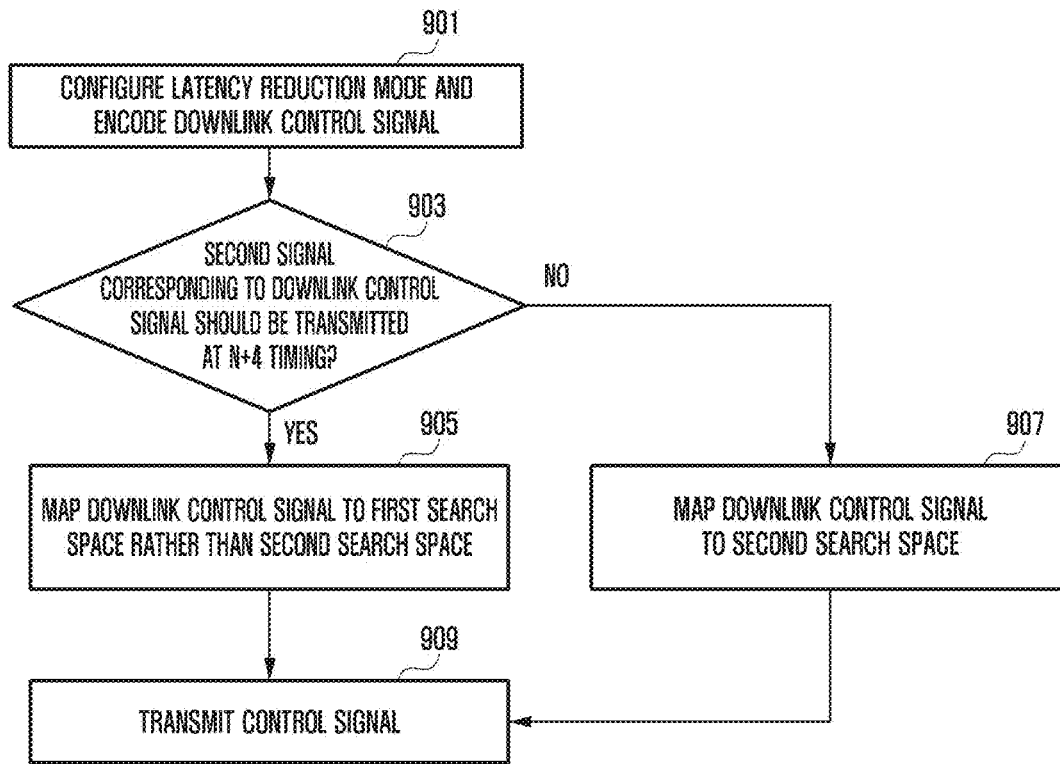 901
CONFIGURE LATENCY REDUCTION MODE AND
ENCODE DOWNLINK CONTROL SIGNAL
903
SECOND SIGNAL
CORRESPONDING TO DOWNLINK CONTROL
SIGNAL SHOULD BE TRANSMITTED
AT N+4 TIMING?
NO
YES
905
MAP DOWNLINK CONTROL SIGNAL TO FIRST SEARCH
SPACE RATHER THAN SECOND SEARCH SPACE
907
MAP DOWNLINK CONTROL SIGNAL
TO SECOND SEARCH SPACE
909
TRANSMIT CONTROL SIGNAL